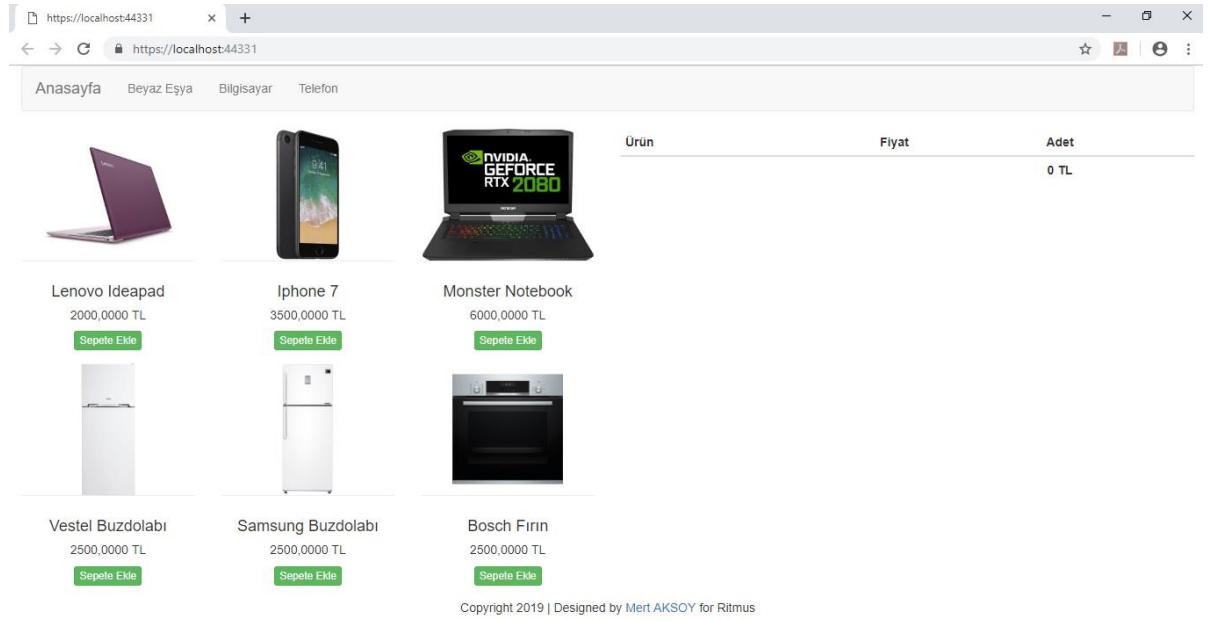 https://localhost:44331
https://localhost:44331
Anasayfa Beyaz Eşya Bilgisayar Telefon
Ürün Fiyat Adet
0 TL
9:41
NVIDIA.
GEFORCE
RTX 2080
Lenovo Ideapad Iphone 7 Monster Notebook
2000,0000 TL 3500,0000 TL 6000,0000 TL
Sepete Ekle Sepete Ekle Sepete Ekle
Vestel Buzdolabı Samsung Buzdolabı Bosch Fırın
2500,0000 TL 2500,0000 TL 2500,0000 TL
Sepete Ekle Sepete Ekle Sepete Ekle
Copyright 2019 | Designed by Mert AKSOY for Ritmus